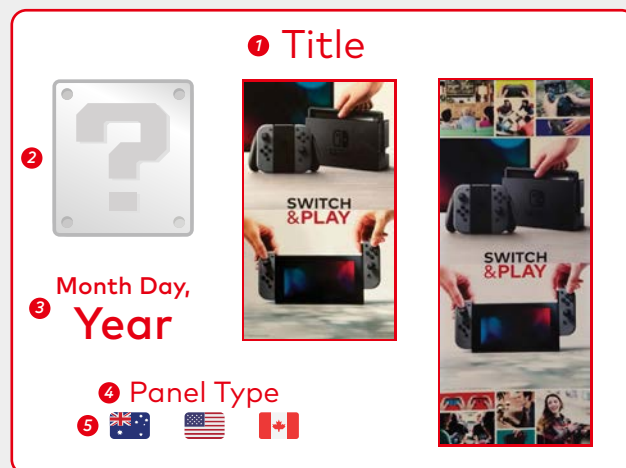 1 Title
2
?
SWITCH
&PLAY
SWITCH
&PLAY
3 Month Day,
Year
4 Panel Type
5